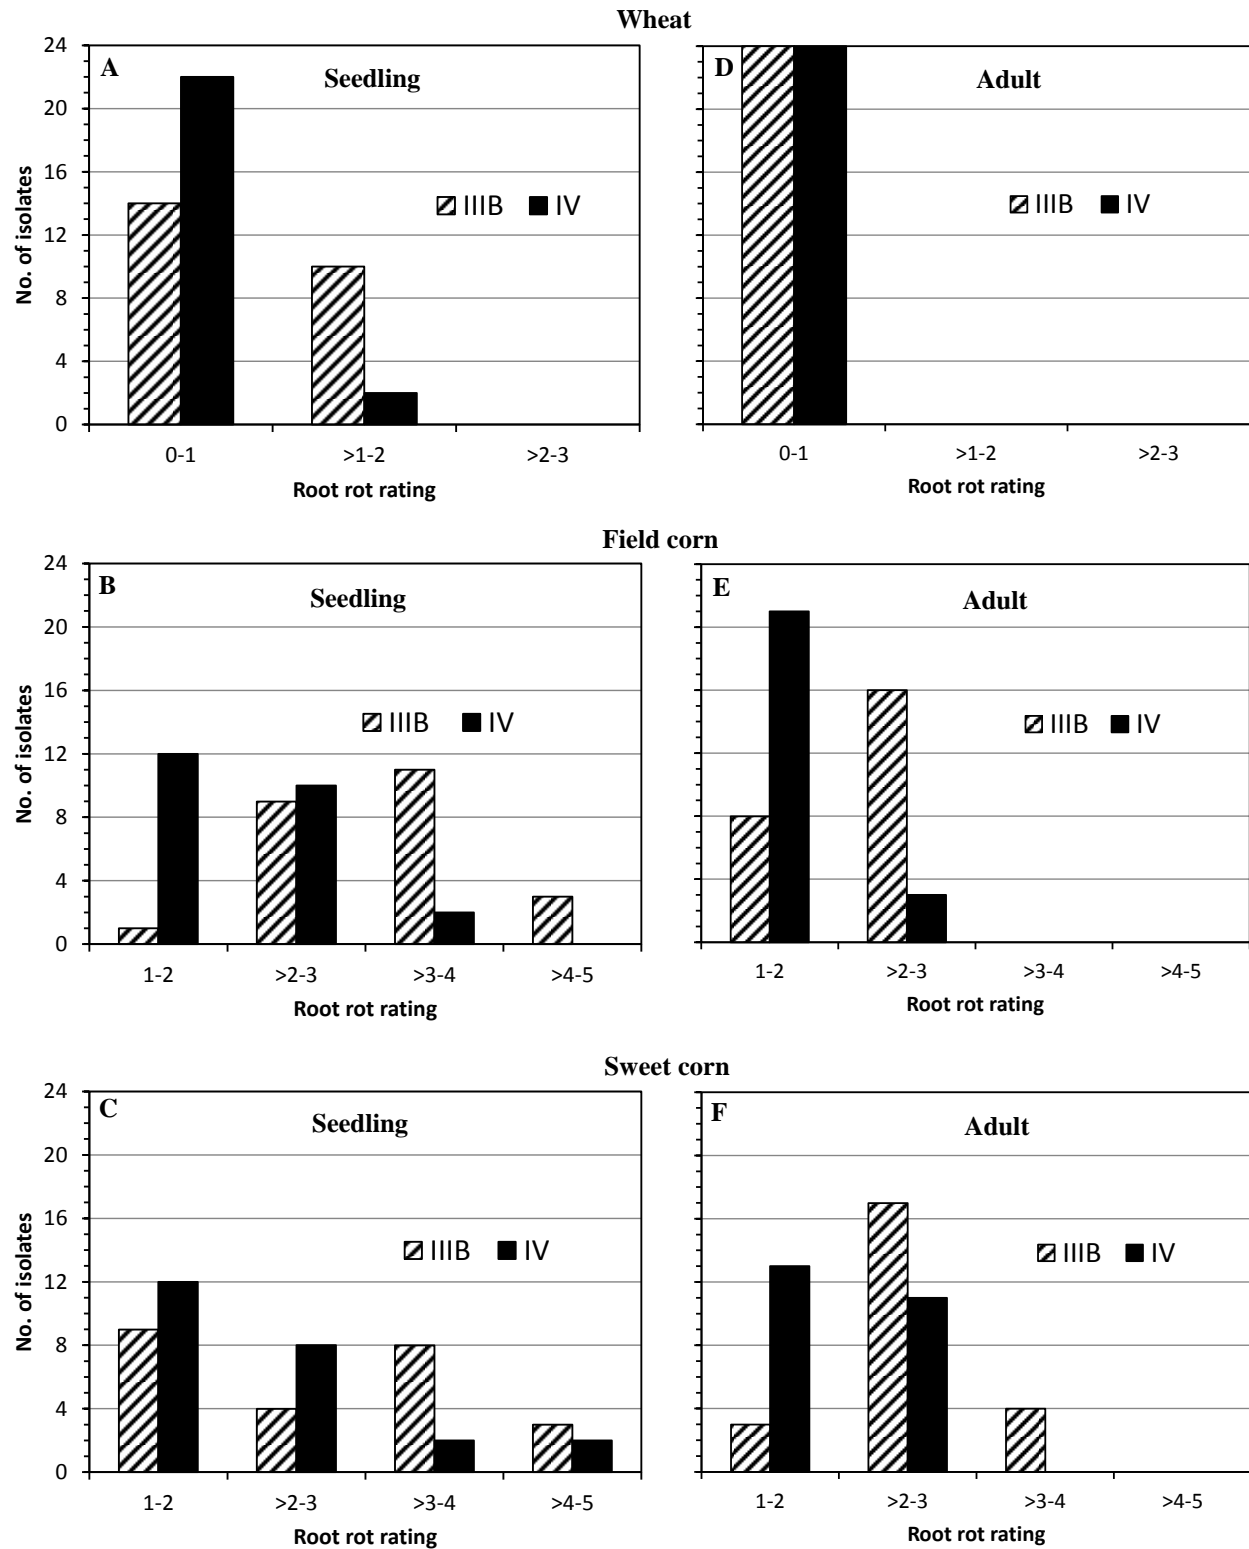 Wheat
A
Seedling
24
20
16
12
8
4
0
No. of isolates
IIIB IV
0-1 >1-2 >2-3
Root rot rating
D
Adult
IIIB IV
0-1 >1-2 >2-3
Root rot rating
Field corn
B
Seedling
24
20
16
12
8
4
0
No. of isolates
IIIB IV
1-2 >2-3 >3-4 >4-5
Root rot rating
E
Adult
IIIB IV
1-2 >2-3 >3-4 >4-5
Root rot rating
Sweet corn
C
Seedling
24
20
16
12
8
4
0
No. of isolates
IIIB IV
1-2 >2-3 >3-4 >4-5
Root rot rating
F
Adult
IIIB IV
1-2 >2-3 >3-4 >4-5
Root rot rating